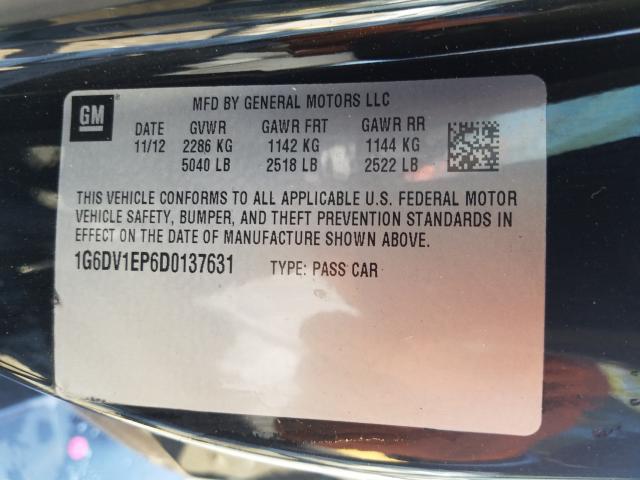 GM
MFD BY GENERAL MOTORS LLC
DATE GVWR GAWR FRT GAWR RR
11/12 2286 KG 1142 KG 1144 KG
5040 LB 2518 LB 2522 LB
THIS VEHICLE CONFORMS TO ALL APPLICABLE U.S. FEDERAL MOTOR
VEHICLE SAFETY, BUMPER, AND THEFT PREVENTION STANDARDS IN
EFFECT ON THE DATE OF MANUFACTURE SHOWN ABOVE.
1G6DV1EP6D0137631 TYPE: PASS CAR